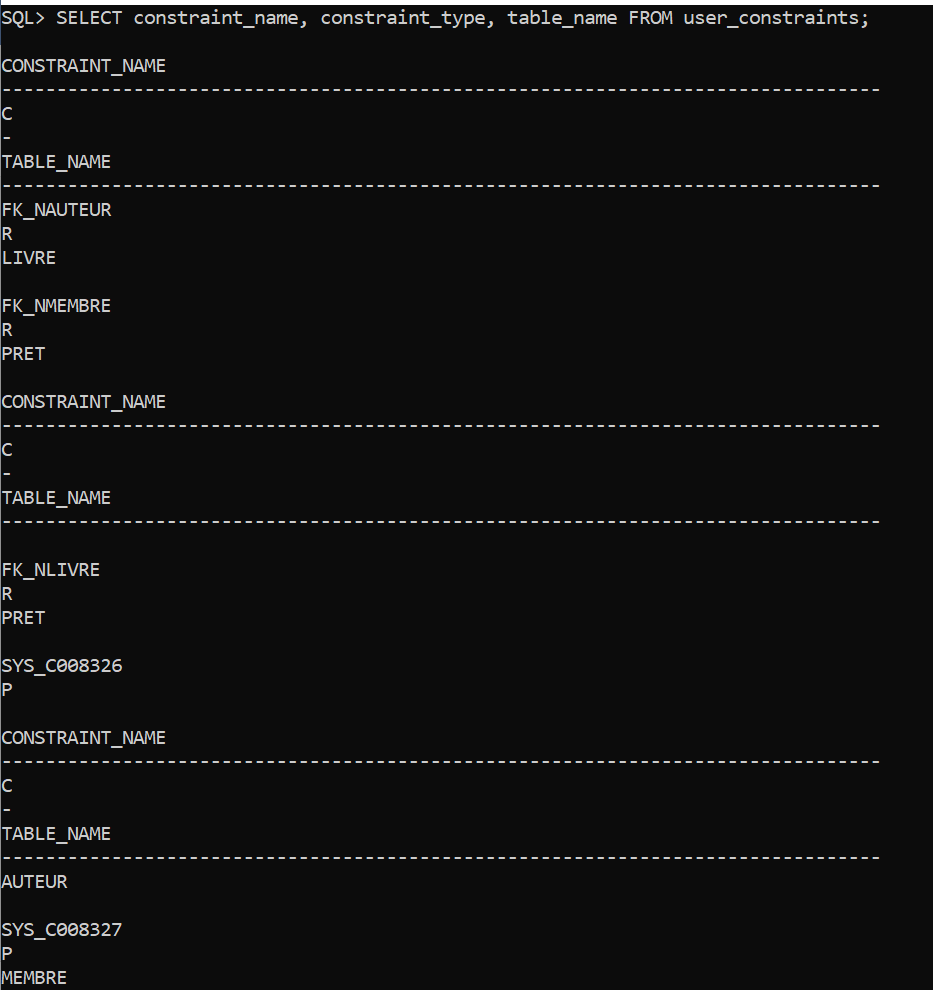 SQL> SELECT constraint_name, constraint_type, table_name FROM user_constraints;
CONSTRAINT_NAME
--------------------------------------------------------------------------------
C
-
TABLE_NAME
--------------------------------------------------------------------------------
FK_NAUTEUR
R
LIVRE
FK_NMEMBRE
R
PRET
CONSTRAINT_NAME
--------------------------------------------------------------------------------
C
-
TABLE_NAME
--------------------------------------------------------------------------------
FK_NLIVRE
R
PRET
SYS_C008326
P
CONSTRAINT_NAME
--------------------------------------------------------------------------------
C
-
TABLE_NAME
--------------------------------------------------------------------------------
AUTEUR
SYS_C008327
P
MEMBRE